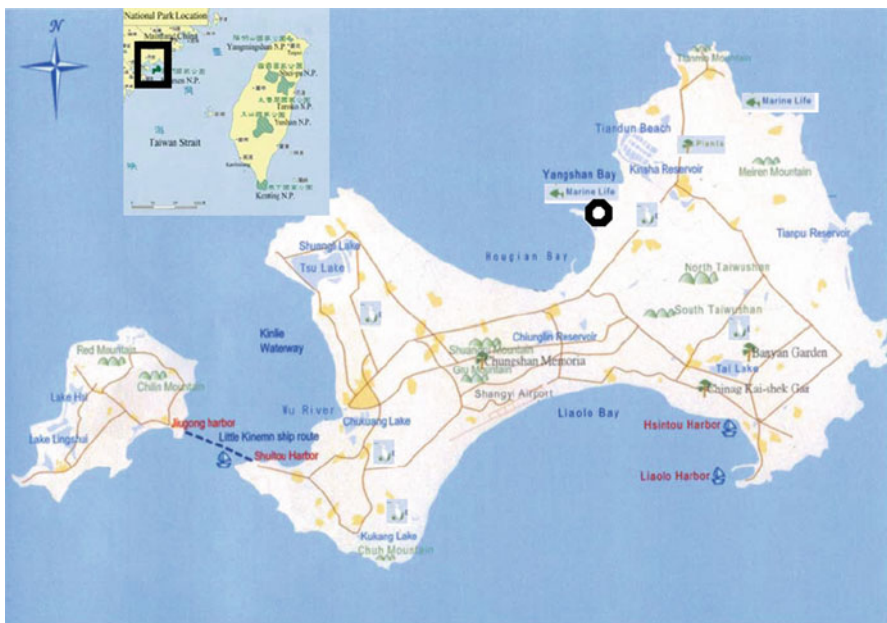 N
National Park Location
Mainland China
Yangmingshan N.P.
Shei-pa N.P.
Yushan N.P.
Taiwan Strait
Kenting N.P.
Marine Life
Tiandun Beach
Plants
Yangshan Bay
Kinsha Reservoir
Meiren Mountain
Marine Life
Tianpu Reservoir
Shuangli Lake
Tsu Lake
Hougian Bay
North Taiwushan
South Taiwushan
Kinlie
Waterway
Chiunglin Reservoir
Red Mountain
Chungshan Memoria
Banyan Garden
Chilin Mountain
Tai Lake
Shangyi Airport
Chinag Kai-shek Gar
Wu River
Liaolo Bay
Jiugong harbor
Chukuang Lake
Hsintou Harbor
Lake Lingshui
Little Kinemn ship route
Shuitou Harbor
Liaolo Harbor
Kukang Lake
Chuh Mountain